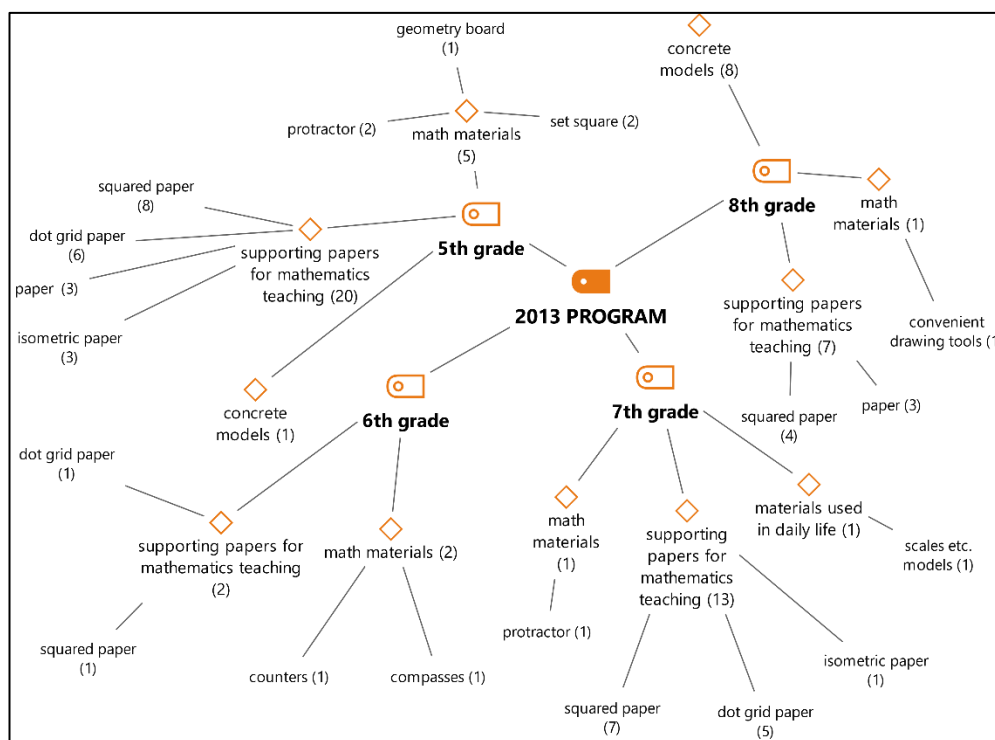 geometry board
(1)
concrete
models (8)
protractor (2)
set square (2)
math materials
(5)
squared paper
(8)
dot grid paper
(6)
paper (3)
isometric paper
(3)
supporting papers
for mathematics
teaching (20)
5th grade
8th grade
math
materials (1)
2013 PROGRAM
supporting papers
for mathematics
teaching (7)
convenient
drawing tools (1
squared paper
(4)
paper (3)
concrete
models (1)
6th grade
7th grade
dot grid paper
(1)
supporting papers for
mathematics teaching
(2)
math materials (2)
squared paper
(1)
counters (1)
compasses (1)
math
materials
(1)
protractor (1)
supporting
papers for
mathematics
teaching (13)
materials used
in daily life (1)
scales etc.
models (1)
squared paper
(7)
dot grid paper
(5)
isometric paper
(1)